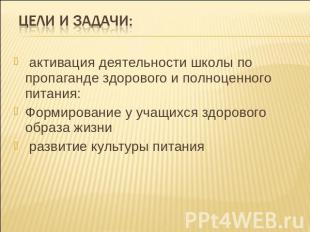 ЦЕЛИ И ЗАДАЧИ:
активация деятельности школы по
пропаганде здорового и полноценного
питания:
Формирование у учащихся здорового
образа жизни
развитие культуры питания
PPt4WEB.ru